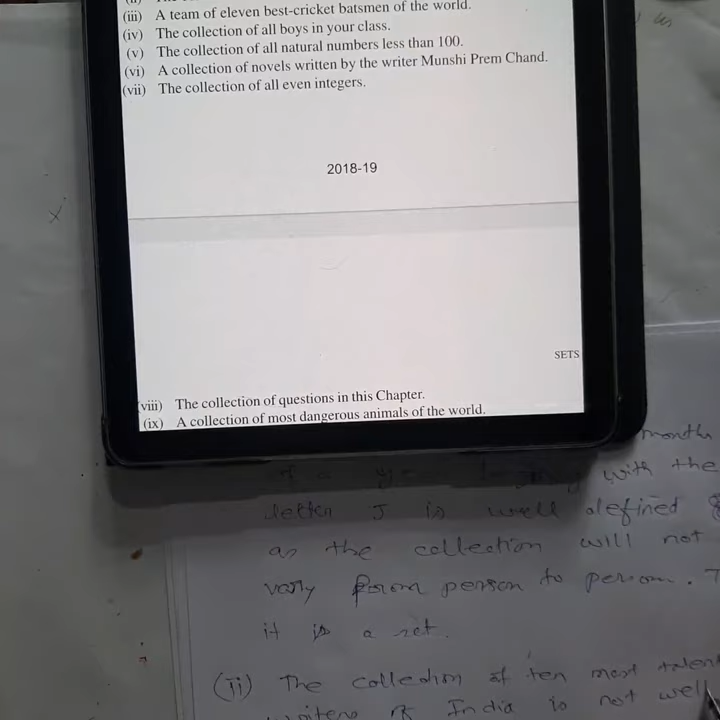 (iii) A team of eleven best-cricket batsmen of the world.
(iv) The collection of all boys in your class.
(v) The collection of all natural numbers less than 100.
(vi) A collection of novels written by the writer Munshi Prem Chand.
(vii) The collection of all even integers.
2018-19
SETS
viii) The collection of questions in this Chapter.
(ix) A collection of most dangerous animals of the world.
month
with the
letter J is well defined
as the collection will not
vary from person to person.
it is a set.
(ii) The collection of ten most talen
writers of India is not well